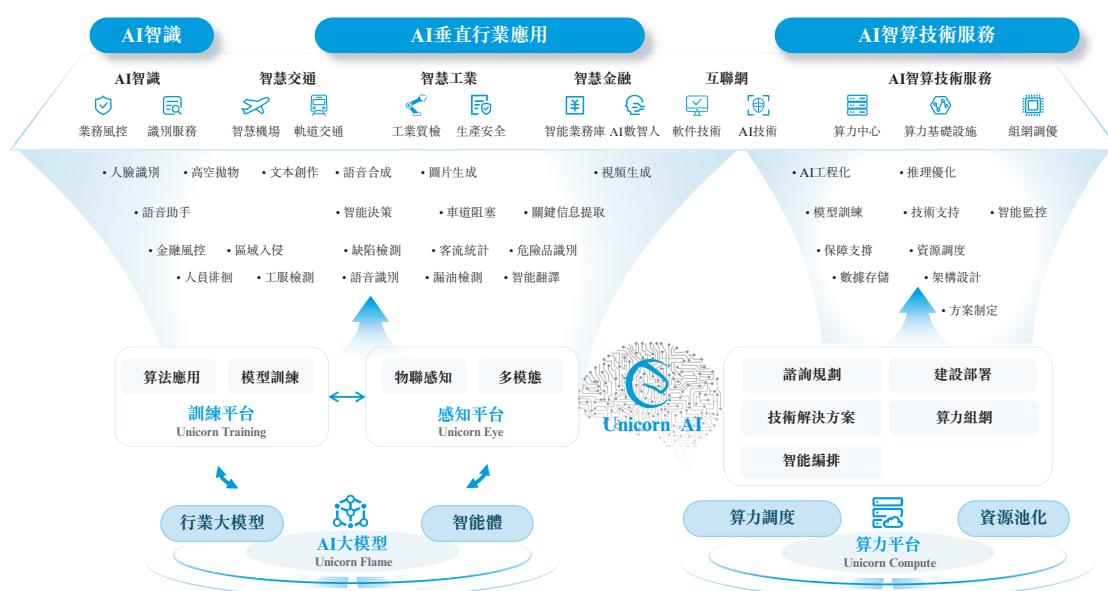 AI智識 AI垂直行業應用 AI智算技術服務
AI智識 智慧交通 智慧工業 智慧金融 互聯網 AI智算技術服務
業務風控 識別服務 智慧機場 軌道交通 工業質檢 生產安全 智能業務庫 AI數智人 軟件技術 AI技術 算力中心 算力基礎設施 組網調優
• 人臉識別 • 高空拋物 • 文本創作 • 語音合成 • 圖片生成 • 視頻生成 • AI工程化 • 推理優化
• 語音助手 • 智能決策 • 車道阻塞 • 關鍵信息提取 • 模型訓練 • 技術支持 • 智能監控
• 金融風控 • 區域入侵 • 缺陷檢測 • 客流統計 • 危險品識別 • 保障支撐 • 資源調度
• 人員徘徊 • 工服檢測 • 語音識別 • 漏油檢測 • 智能翻譯 • 數據存儲 • 架構設計
• 方案制定
算法應用 模型訓練 物聯感知 多模態 諮詢規劃 建設部署
訓練平台 感知平台 技術解決方案 算力組網
Unicorn Training Unicorn Eye Unicorn AI
智能編排
行業大模型 智能體 算力調度 資源池化
AI大模型 算力平台
Unicorn Flame Unicorn Compute